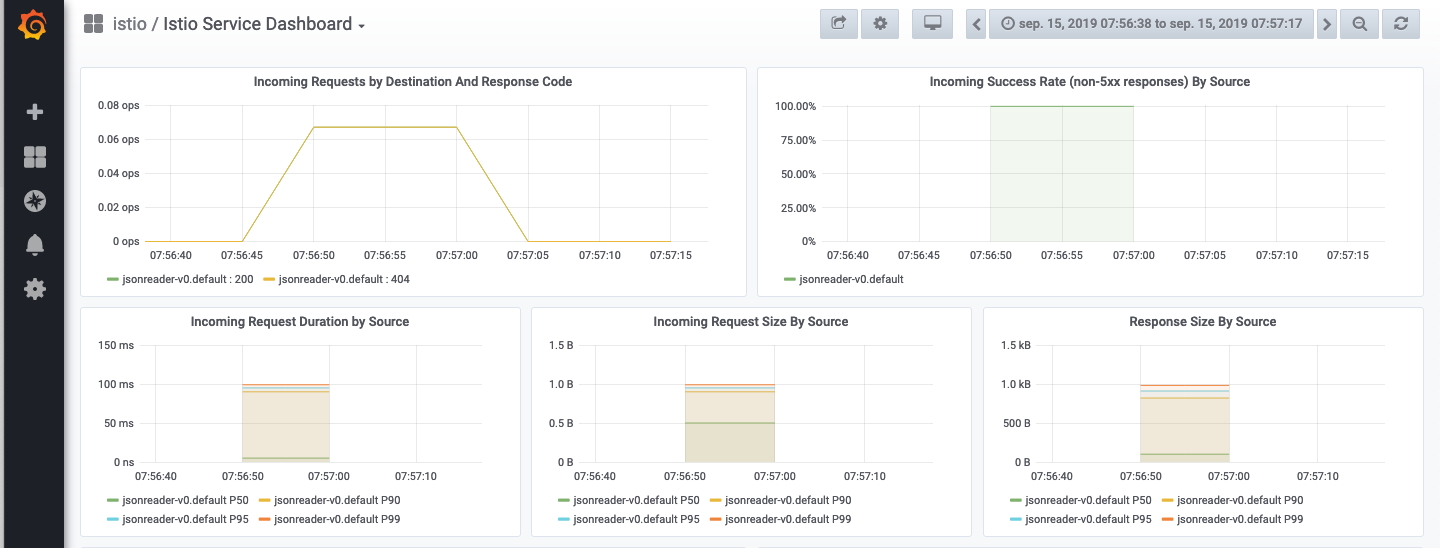 istio / Istio Service Dashboard
sep. 15, 2019 07:56:38 to sep. 15, 2019 07:57:17
Incoming Requests by Destination And Response Code
0.08 ops
0.06 ops
0.04 ops
0.02 ops
0 ops
07:56:40 07:56:45 07:56:50 07:56:55 07:57:00 07:57:05 07:57:10 07:57:15
jsonreader-v0.default : 200 jsonreader-v0.default : 404
Incoming Success Rate (non-5xx responses) By Source
100.00%
75.00%
50.00%
25.00%
0%
07:56:40 07:56:45 07:56:50 07:56:55 07:57:00 07:57:05 07:57:10 07:57:15
jsonreader-v0.default
Incoming Request Duration by Source
150 ms
100 ms
50 ms
0 ns
07:56:40 07:56:50 07:57:00 07:57:10
jsonreader-v0.default P50 jsonreader-v0.default P90
jsonreader-v0.default P95 jsonreader-v0.default P99
Incoming Request Size By Source
1.5 B
1.0 B
0.5 B
0 B
07:56:40 07:56:50 07:57:00 07:57:10
jsonreader-v0.default P50 jsonreader-v0.default P90
jsonreader-v0.default P95 jsonreader-v0.default P99
Response Size By Source
1.5 kB
1.0 kB
500 B
0 B
07:56:40 07:56:50 07:57:00 07:57:10
jsonreader-v0.default P50 jsonreader-v0.default P90
jsonreader-v0.default P95 jsonreader-v0.default P99